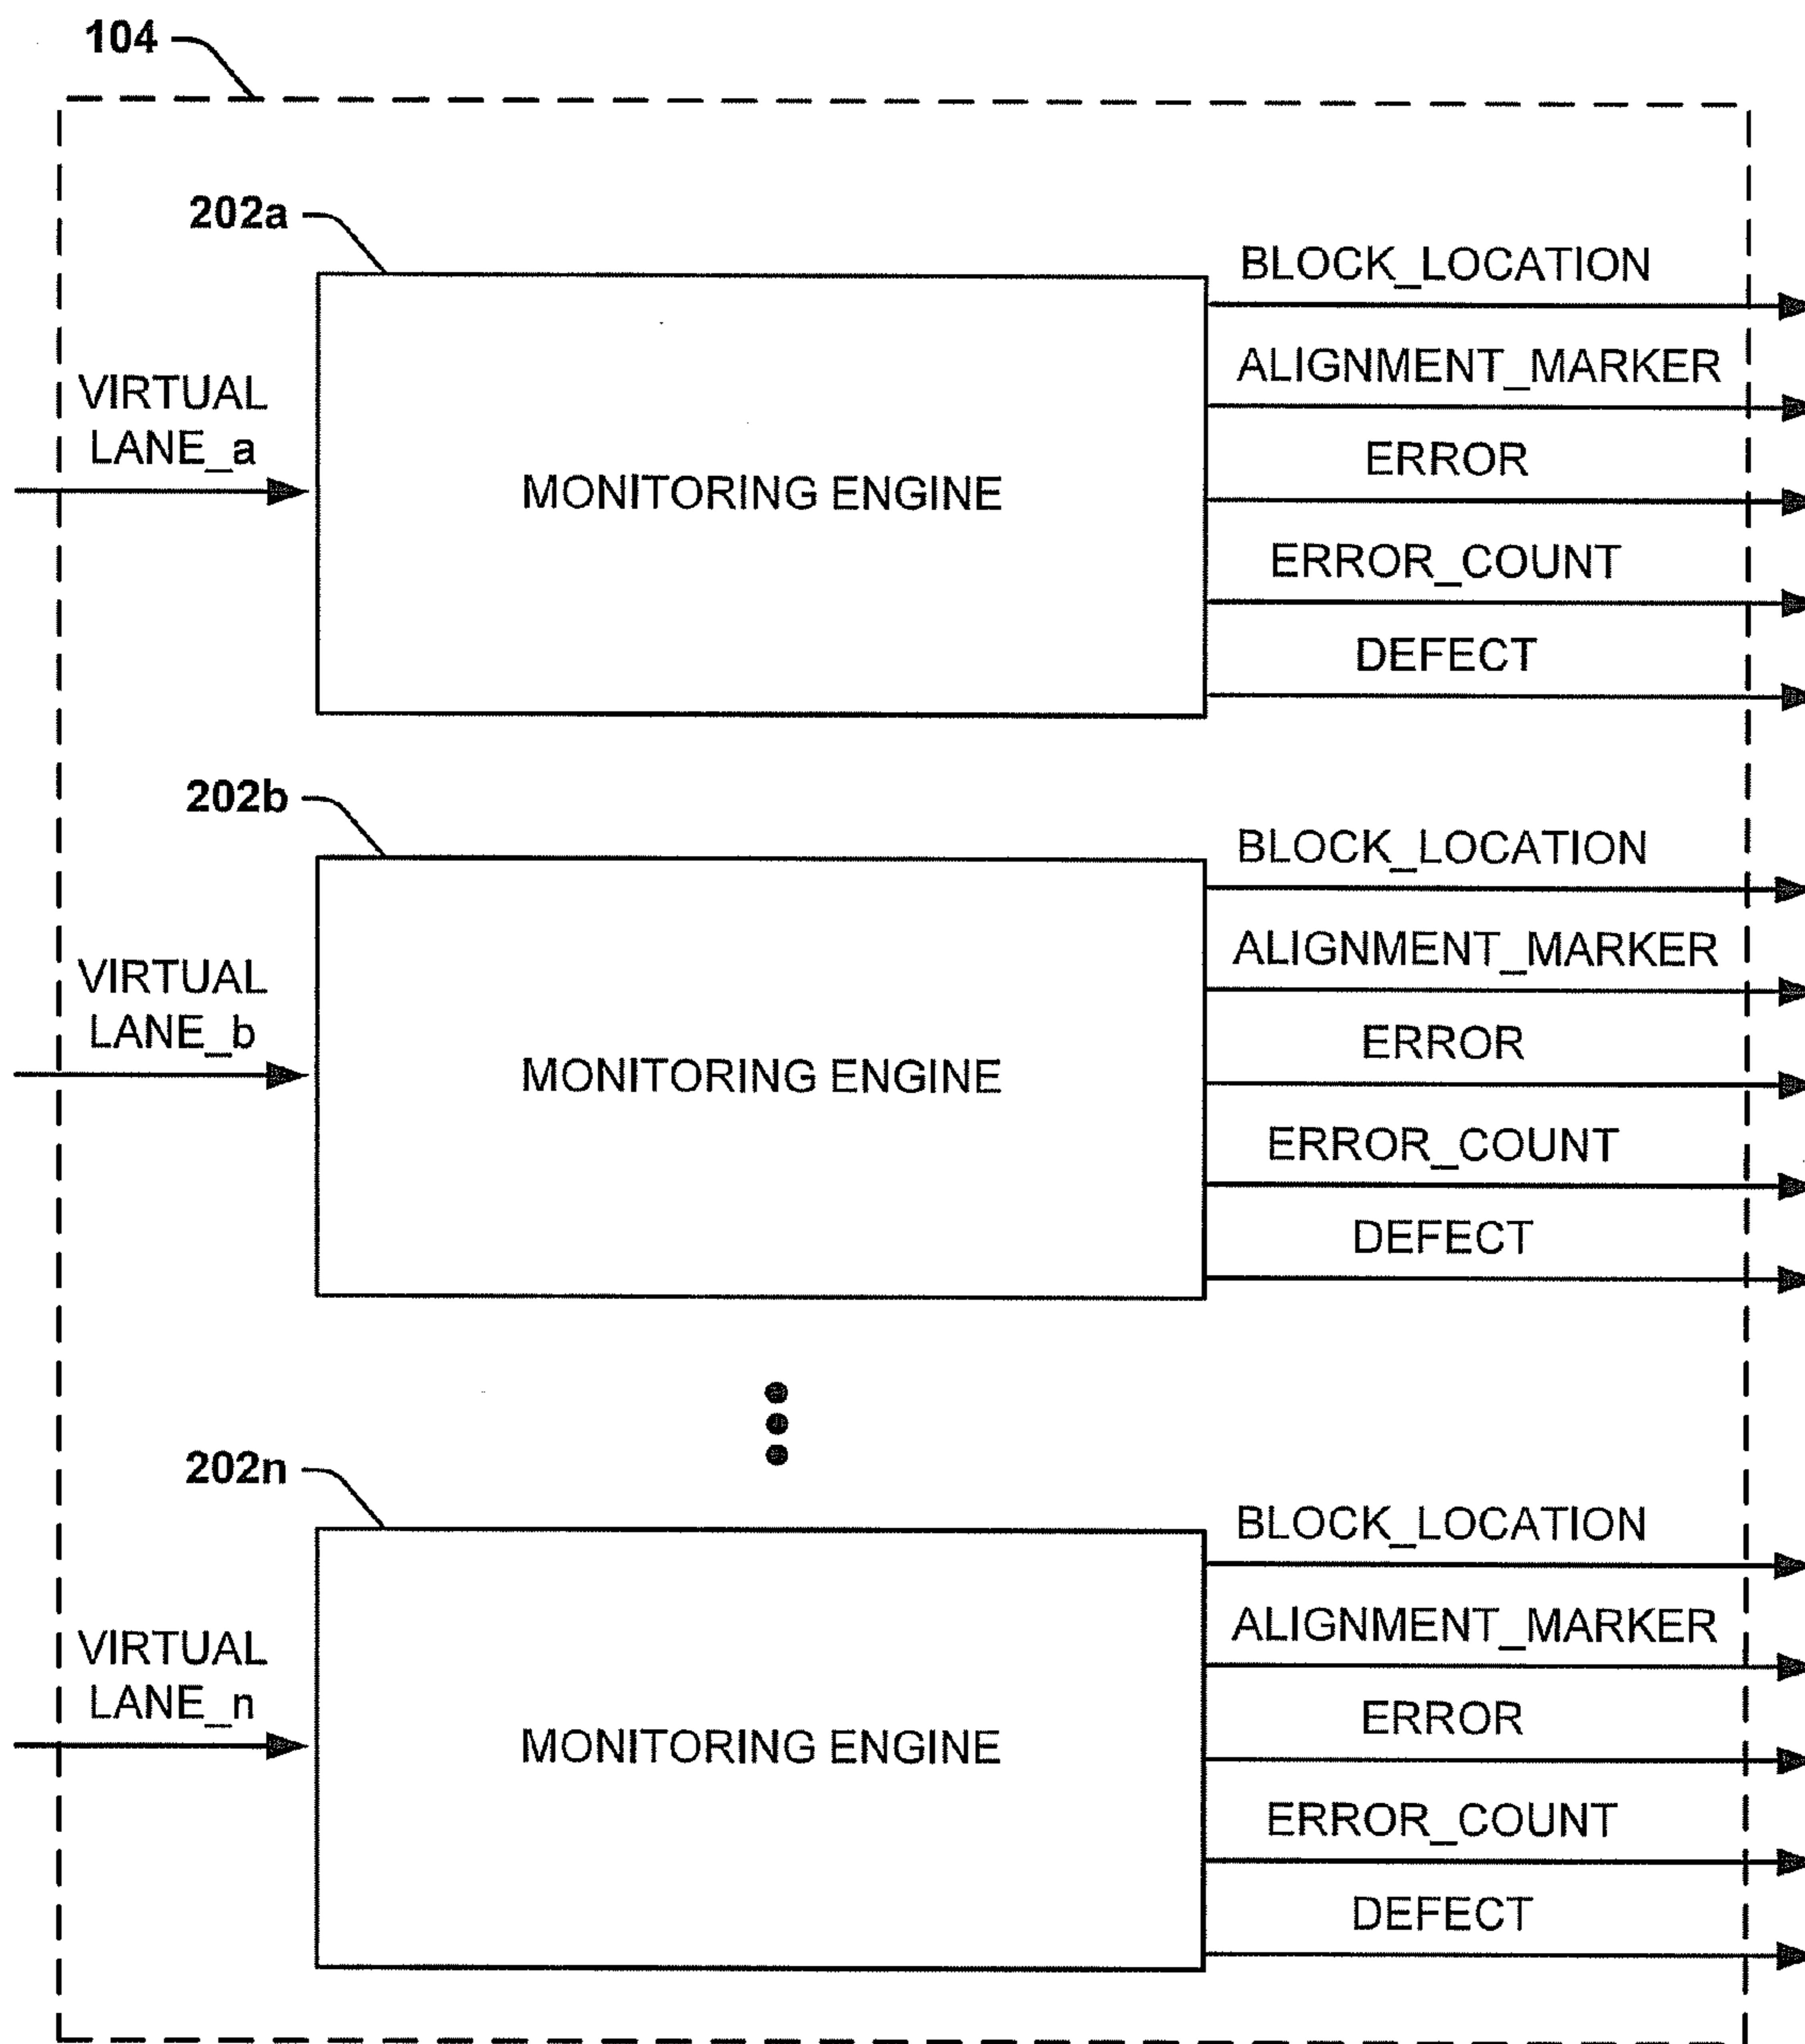 104
202a
BLOCK_LOCATION
ALIGNMENT_MARKER
VIRTUAL
LANE_a
ERROR
MONITORING ENGINE
ERROR_COUNT
DEFECT
202b
BLOCK_LOCATION
ALIGNMENT_MARKER
VIRTUAL
LANE_b
ERROR
MONITORING ENGINE
ERROR_COUNT
DEFECT
202n
BLOCK_LOCATION
ALIGNMENT_MARKER
VIRTUAL
LANE_n
ERROR
MONITORING ENGINE
ERROR_COUNT
DEFECT